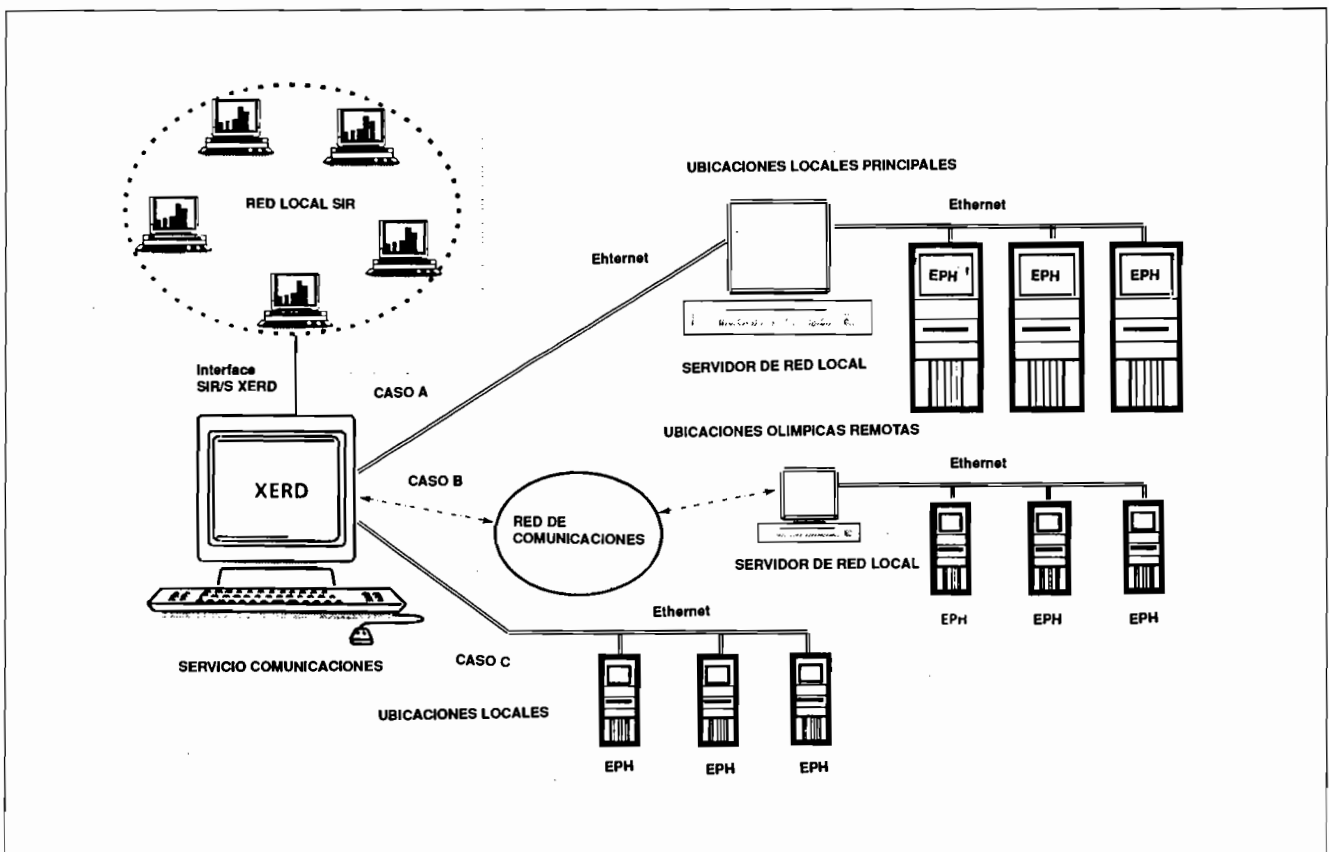 RED LOCAL SIR
Interface
SIR/S XERD
XERD
SERVICIO COMUNICACIONES
CASO A
Ehternet
UBICACIONES LOCALES PRINCIPALES
Ethernet
EPH
EPH
EPH
SERVIDOR DE RED LOCAL
UBICACIONES OLIMPICAS REMOTAS
CASO B
RED DE
COMUNICACIONES
Ethernet
SERVIDOR DE RED LOCAL
EPH
EPH
EPH
CASO C
Ethernet
UBICACIONES LOCALES
EPH
EPH
EPH